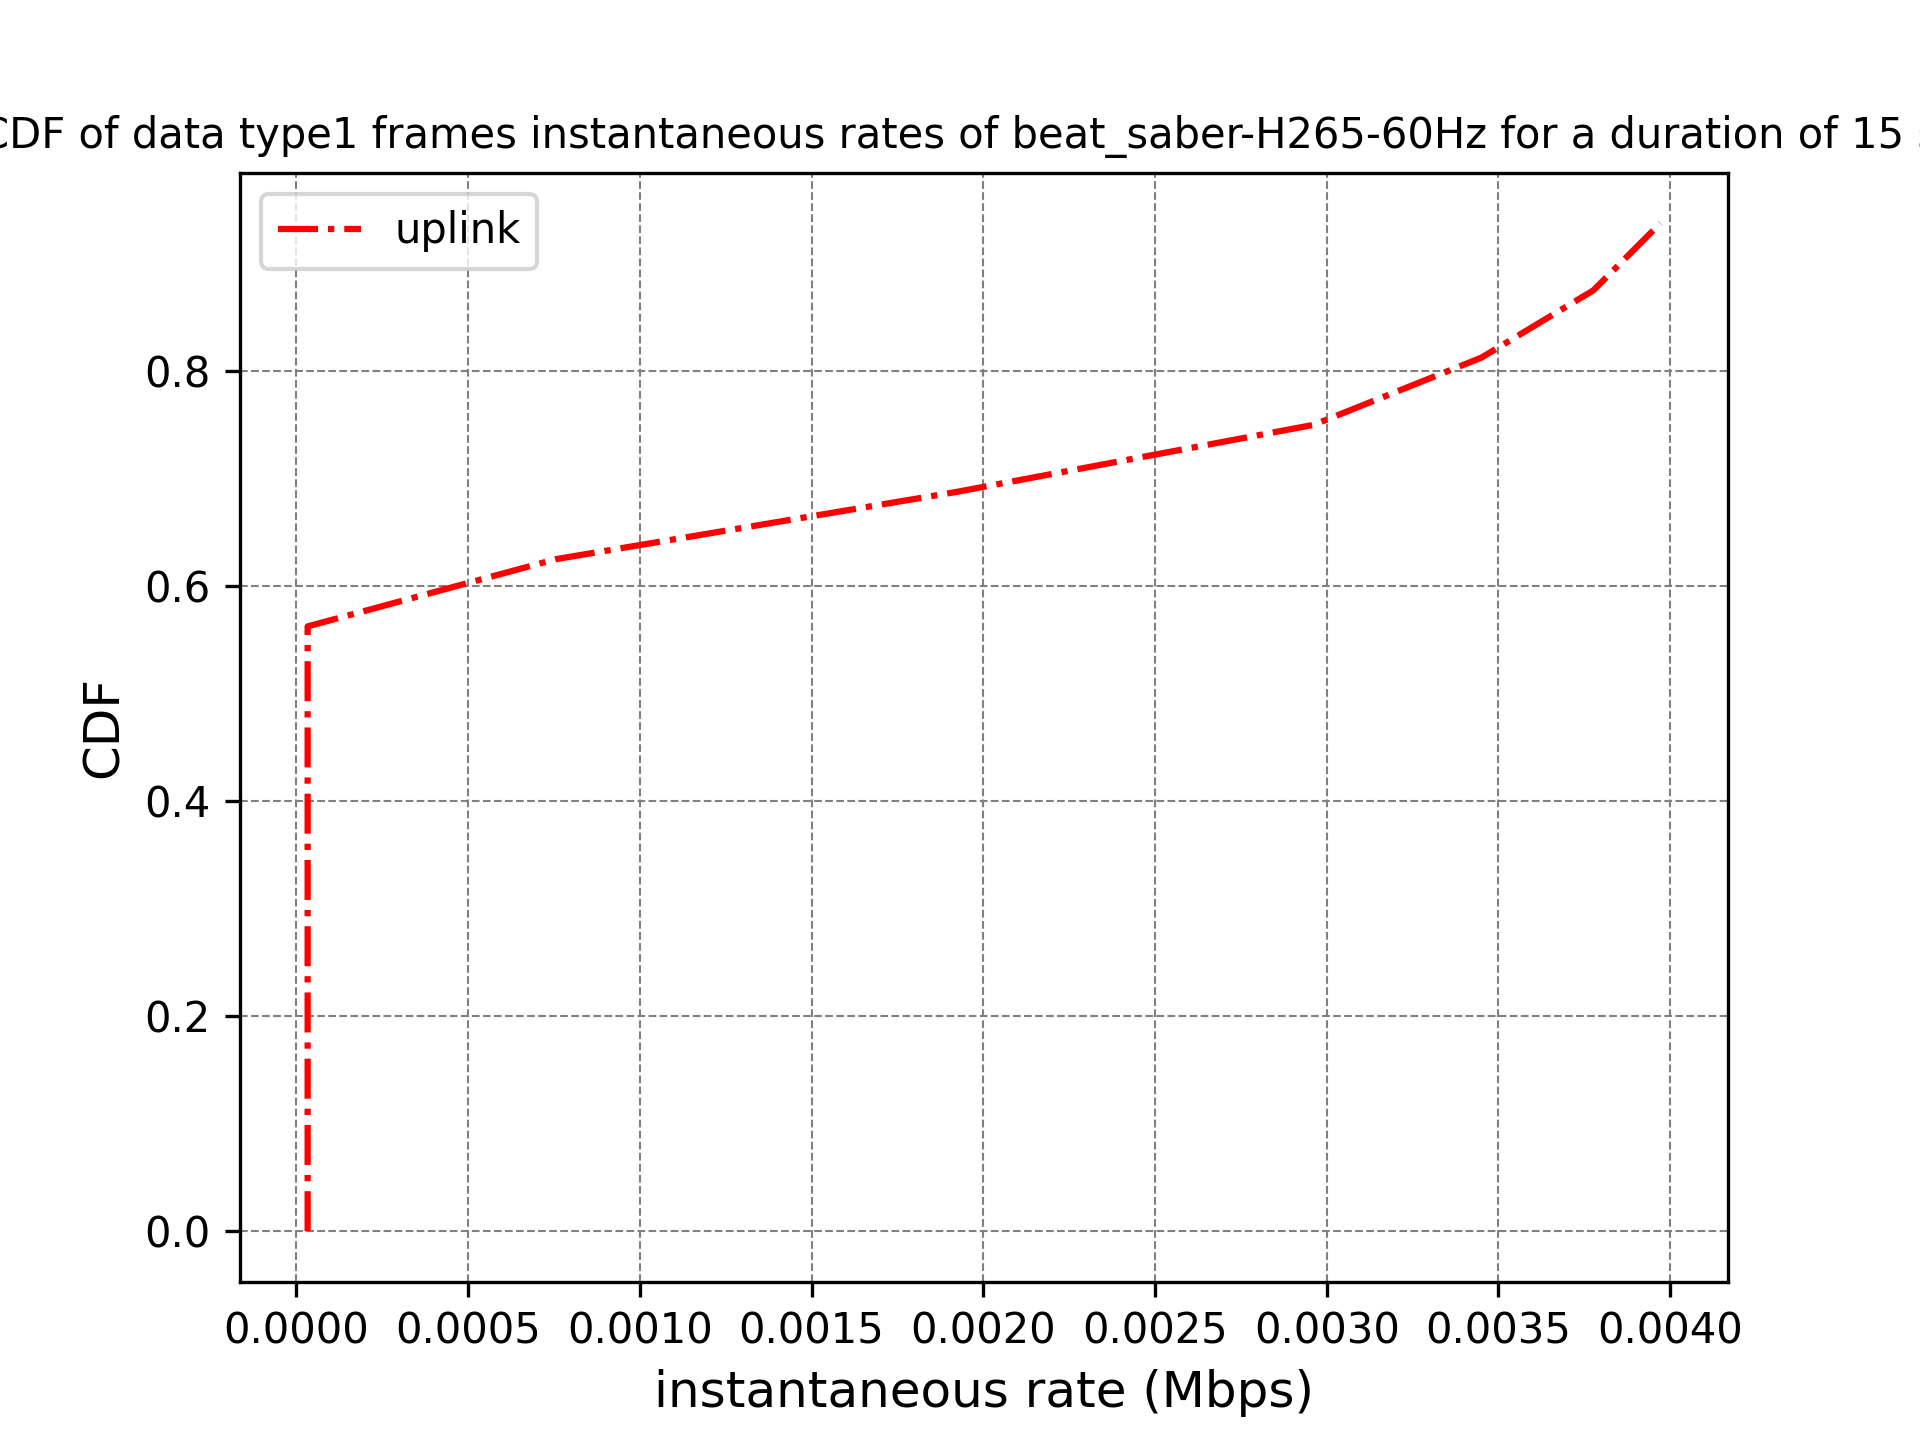 CDF of data type1 frames instantaneous rates of beat_saber-H265-60Hz for a duration of 15
uplink
0.8
0.6
0.4
0.2
0.0
CDF
0.0000 0.0005 0.0010 0.0015 0.0020 0.0025 0.0030 0.0035 0.0040
instantaneous rate (Mbps)